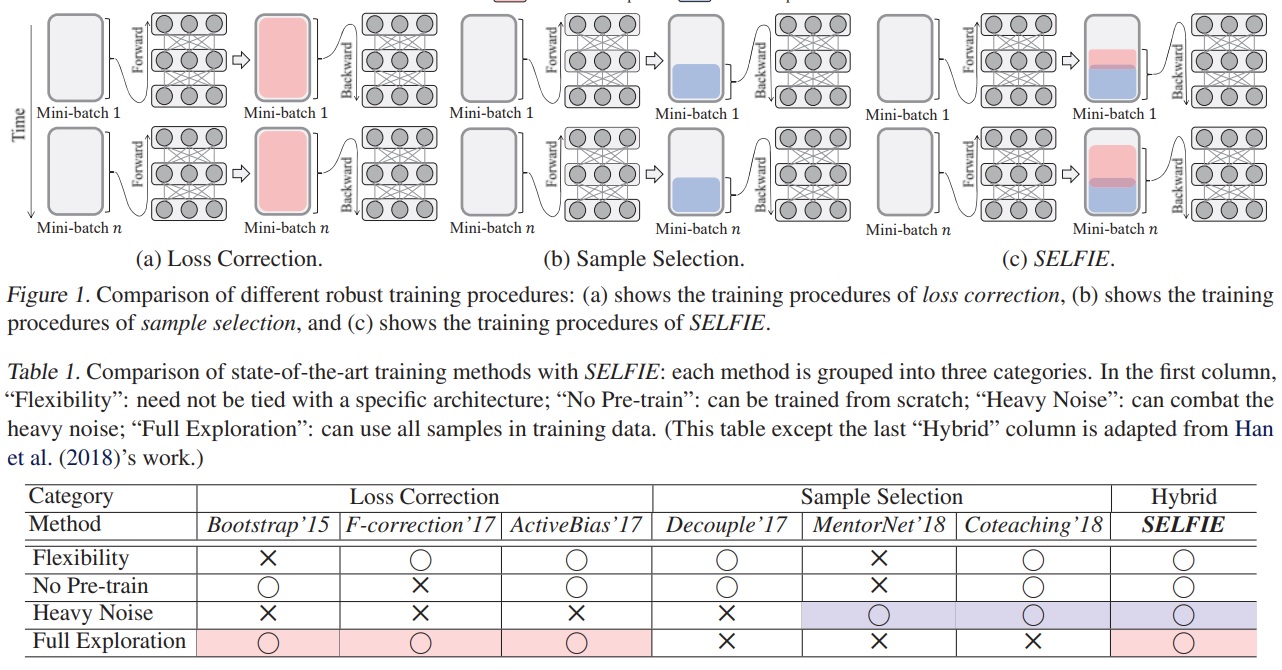 Time
Forward Backward Forward Backward Forward Backward
Mini-batch 1 Mini-batch 1 Mini-batch 1 Mini-batch 1 Mini-batch 1 Mini-batch 1
Forward Backward Forward Backward Forward Backward
Mini-batch n Mini-batch n Mini-batch n Mini-batch n Mini-batch n Mini-batch n
(a) Loss Correction. (b) Sample Selection. (c) SELFIE.
Figure 1. Comparison of different robust training procedures: (a) shows the training procedures of loss correction, (b) shows the training
procedures of sample selection, and (c) shows the training procedures of SELFIE.
Table 1. Comparison of state-of-the-art training methods with SELFIE: each method is grouped into three categories. In the first column,
“Flexibility”: need not be tied with a specific architecture; “No Pre-train”: can be trained from scratch; “Heavy Noise”: can combat the
heavy noise; “Full Exploration”: can use all samples in training data. (This table except the last “Hybrid” column is adapted from Han
et al. (2018)’s work.)
Category Loss Correction Sample Selection Hybrid
Method Bootstrap’15 F-correction’17 ActiveBias’17 Decouple’17 MentorNet’18 Coteaching’18 SELFIE
Flexibility × ○ ○ ○ × ○ ○
No Pre-train ○ × ○ ○ × ○ ○
Heavy Noise × × × × ○ ○ ○
Full Exploration ○ ○ ○ × × × ○